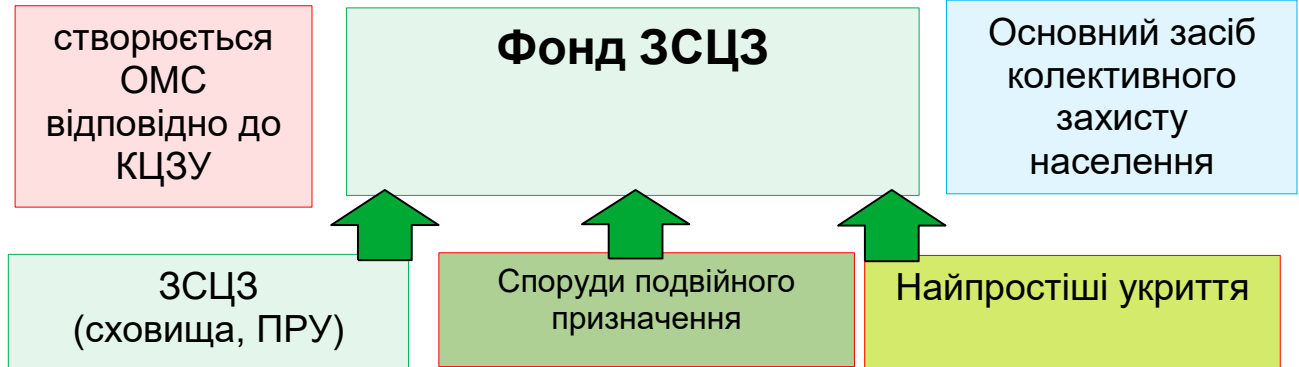 створюється
ОМС
відповідно до
КЦЗУ
Фонд ЗСЦЗ
Основний засіб
колективного
захисту
населення
ЗСЦЗ
(сховища, ПРУ)
Споруди подвійного
призначення
Найпростіші укриття